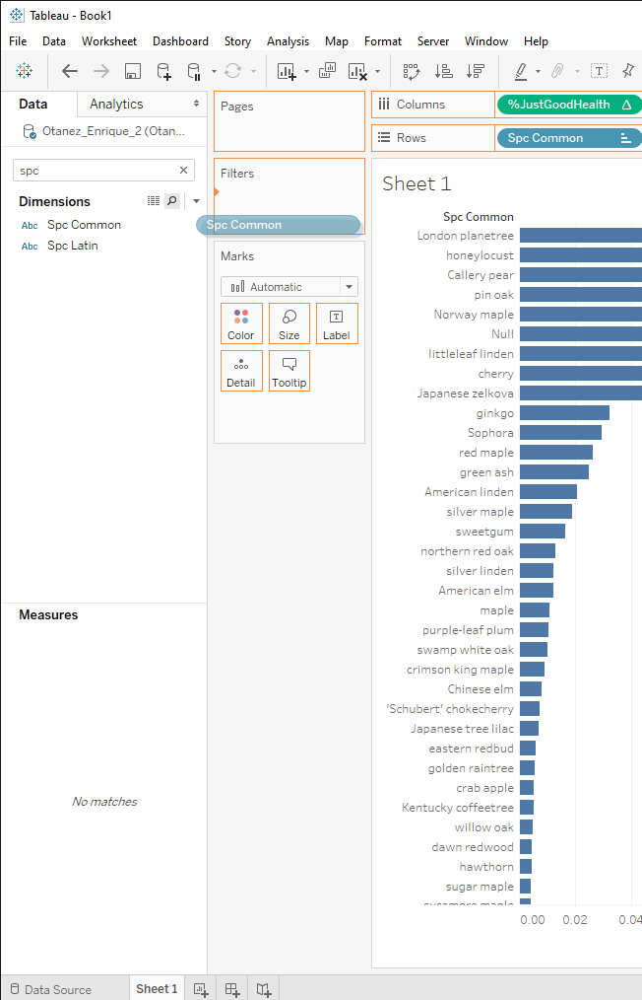 Tableau - Book1
File Data Worksheet Dashboard Story Analysis Map Format Server Window Help
Data Analytics
Otanez_Enrique_2 (Otan...
spc
Dimensions
Abc Spc Common
Abc Spc Latin
Measures
No matches
Pages
Filters
Spc Common
Marks
Automatic
Color Size Label
Detail Tooltip
Columns %JustGoodHealth Δ
Rows Spc Common
Sheet 1
Spc Common
London planetree
honeylocust
Callery pear
pin oak
Norway maple
Null
littleleaf linden
cherry
Japanese zelkova
ginkgo
Sophora
red maple
green ash
American linden
silver maple
sweetgum
northern red oak
silver linden
American elm
maple
purple-leaf plum
swamp white oak
crimson king maple
Chinese elm
'Schubert' chokecherry
Japanese tree lilac
eastern redbud
golden raintree
crab apple
Kentucky coffeetree
willow oak
dawn redwood
hawthorn
sugar maple
sycamore maple
0.00 0.02 0.04
Data Source Sheet 1